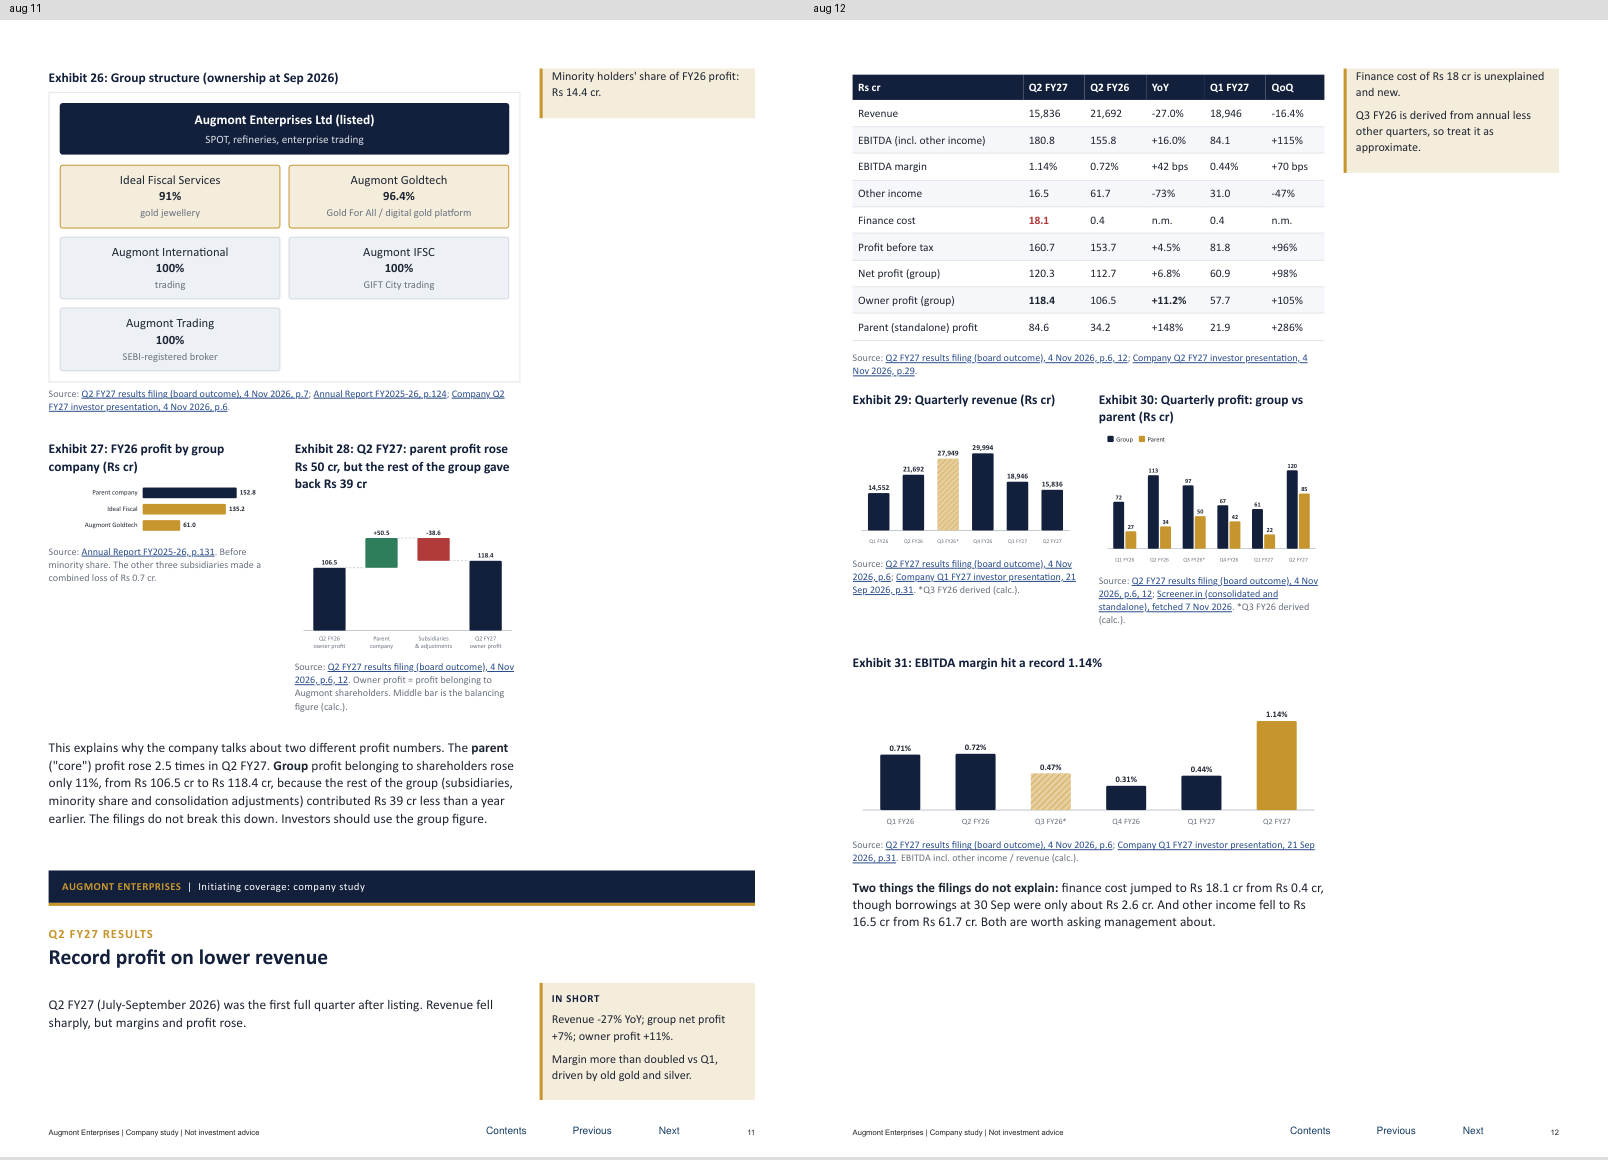 aug 11
Exhibit 26: Group structure (ownership at Sep 2026)
Augmont Enterprises Ltd (listed)
SPOT, refineries, enterprise trading
Ideal Fiscal Services
91%
gold jewellery
Augmont Goldtech
96.4%
Gold For All / digital gold platform
Augmont International
100%
trading
Augmont IFSC
100%
GIFT City trading
Augmont Trading
100%
SEBI-registered broker
Source: Q2 FY27 results filing (board outcome), 4 Nov 2026, p.7; Annual Report FY2025-26, p.124; Company Q2
FY27 investor presentation, 4 Nov 2026, p.6.
Minority holders' share of FY26 profit:
Rs 14.4 cr.
Exhibit 27: FY26 profit by group
company (Rs cr)
Parent company 152.8
Ideal Fiscal 135.2
Augmont Goldtech 61.0
Source: Annual Report FY2025-26, p.131. Before
minority share. The other three subsidiaries made a
combined loss of Rs 0.7 cr.
Exhibit 28: Q2 FY27: parent profit rose
Rs 50 cr, but the rest of the group gave
back Rs 39 cr
106.5 +50.5 -38.6 118.4
Q2 FY26 Parent Subsidiaries Q2 FY27
owner profit company & adjustments owner profit
Source: Q2 FY27 results filing (board outcome), 4 Nov
2026, p.6, 12. Owner profit = profit belonging to
Augmont shareholders. Middle bar is the balancing
figure (calc.).
This explains why the company talks about two different profit numbers. The parent
("core") profit rose 2.5 times in Q2 FY27. Group profit belonging to shareholders rose
only 11%, from Rs 106.5 cr to Rs 118.4 cr, because the rest of the group (subsidiaries,
minority share and consolidation adjustments) contributed Rs 39 cr less than a year
earlier. The filings do not break this down. Investors should use the group figure.
AUGMONT ENTERPRISES | Initiating coverage: company study
Q2 FY27 RESULTS
Record profit on lower revenue
Q2 FY27 (July-September 2026) was the first full quarter after listing. Revenue fell
sharply, but margins and profit rose.
IN SHORT
Revenue -27% YoY; group net profit
+7%; owner profit +11%.
Margin more than doubled vs Q1,
driven by old gold and silver.
Augmont Enterprises | Company study | Not investment advice Contents Previous Next 11
aug 12
Rs cr Q2 FY27 Q2 FY26 YoY Q1 FY27 QoQ
Revenue 15,836 21,692 -27.0% 18,946 -16.4%
EBITDA (incl. other income) 180.8 155.8 +16.0% 84.1 +115%
EBITDA margin 1.14% 0.72% +42 bps 0.44% +70 bps
Other income 16.5 61.7 -73% 31.0 -47%
Finance cost 18.1 0.4 n.m. 0.4 n.m.
Profit before tax 160.7 153.7 +4.5% 81.8 +96%
Net profit (group) 120.3 112.7 +6.8% 60.9 +98%
Owner profit (group) 118.4 106.5 +11.2% 57.7 +105%
Parent (standalone) profit 84.6 34.2 +148% 21.9 +286%
Source: Q2 FY27 results filing (board outcome), 4 Nov 2026, p.6, 12; Company Q2 FY27 investor presentation, 4
Nov 2026, p.29.
Finance cost of Rs 18 cr is unexplained
and new.
Q3 FY26 is derived from annual less
other quarters, so treat it as
approximate.
Exhibit 29: Quarterly revenue (Rs cr)
14,552 21,692 27,949 29,994 18,946 15,836
Q1 FY26 Q2 FY26 Q3 FY26* Q4 FY26 Q1 FY27 Q2 FY27
Source: Q2 FY27 results filing (board outcome), 4 Nov
2026, p.6; Company Q1 FY27 investor presentation, 21
Sep 2026, p.31. *Q3 FY26 derived (calc.).
Exhibit 30: Quarterly profit: group vs
parent (Rs cr)
Group Parent
72 27 113 34 97 50 67 42 61 22 120 85
Q1 FY26 Q2 FY26 Q3 FY26* Q4 FY26 Q1 FY27 Q2 FY27
Source: Q2 FY27 results filing (board outcome), 4 Nov
2026, p.6, 12; Screener.in (consolidated and
standalone), fetched 7 Nov 2026. *Q3 FY26 derived
(calc.).
Exhibit 31: EBITDA margin hit a record 1.14%
0.71% 0.72% 0.47% 0.31% 0.44% 1.14%
Q1 FY26 Q2 FY26 Q3 FY26* Q4 FY26 Q1 FY27 Q2 FY27
Source: Q2 FY27 results filing (board outcome), 4 Nov 2026, p.6; Company Q1 FY27 investor presentation, 21 Sep
2026, p.31. EBITDA incl. other income / revenue (calc.).
Two things the filings do not explain: finance cost jumped to Rs 18.1 cr from Rs 0.4 cr,
though borrowings at 30 Sep were only about Rs 2.6 cr. And other income fell to Rs
16.5 cr from Rs 61.7 cr. Both are worth asking management about.
Augmont Enterprises | Company study | Not investment advice Contents Previous Next 12